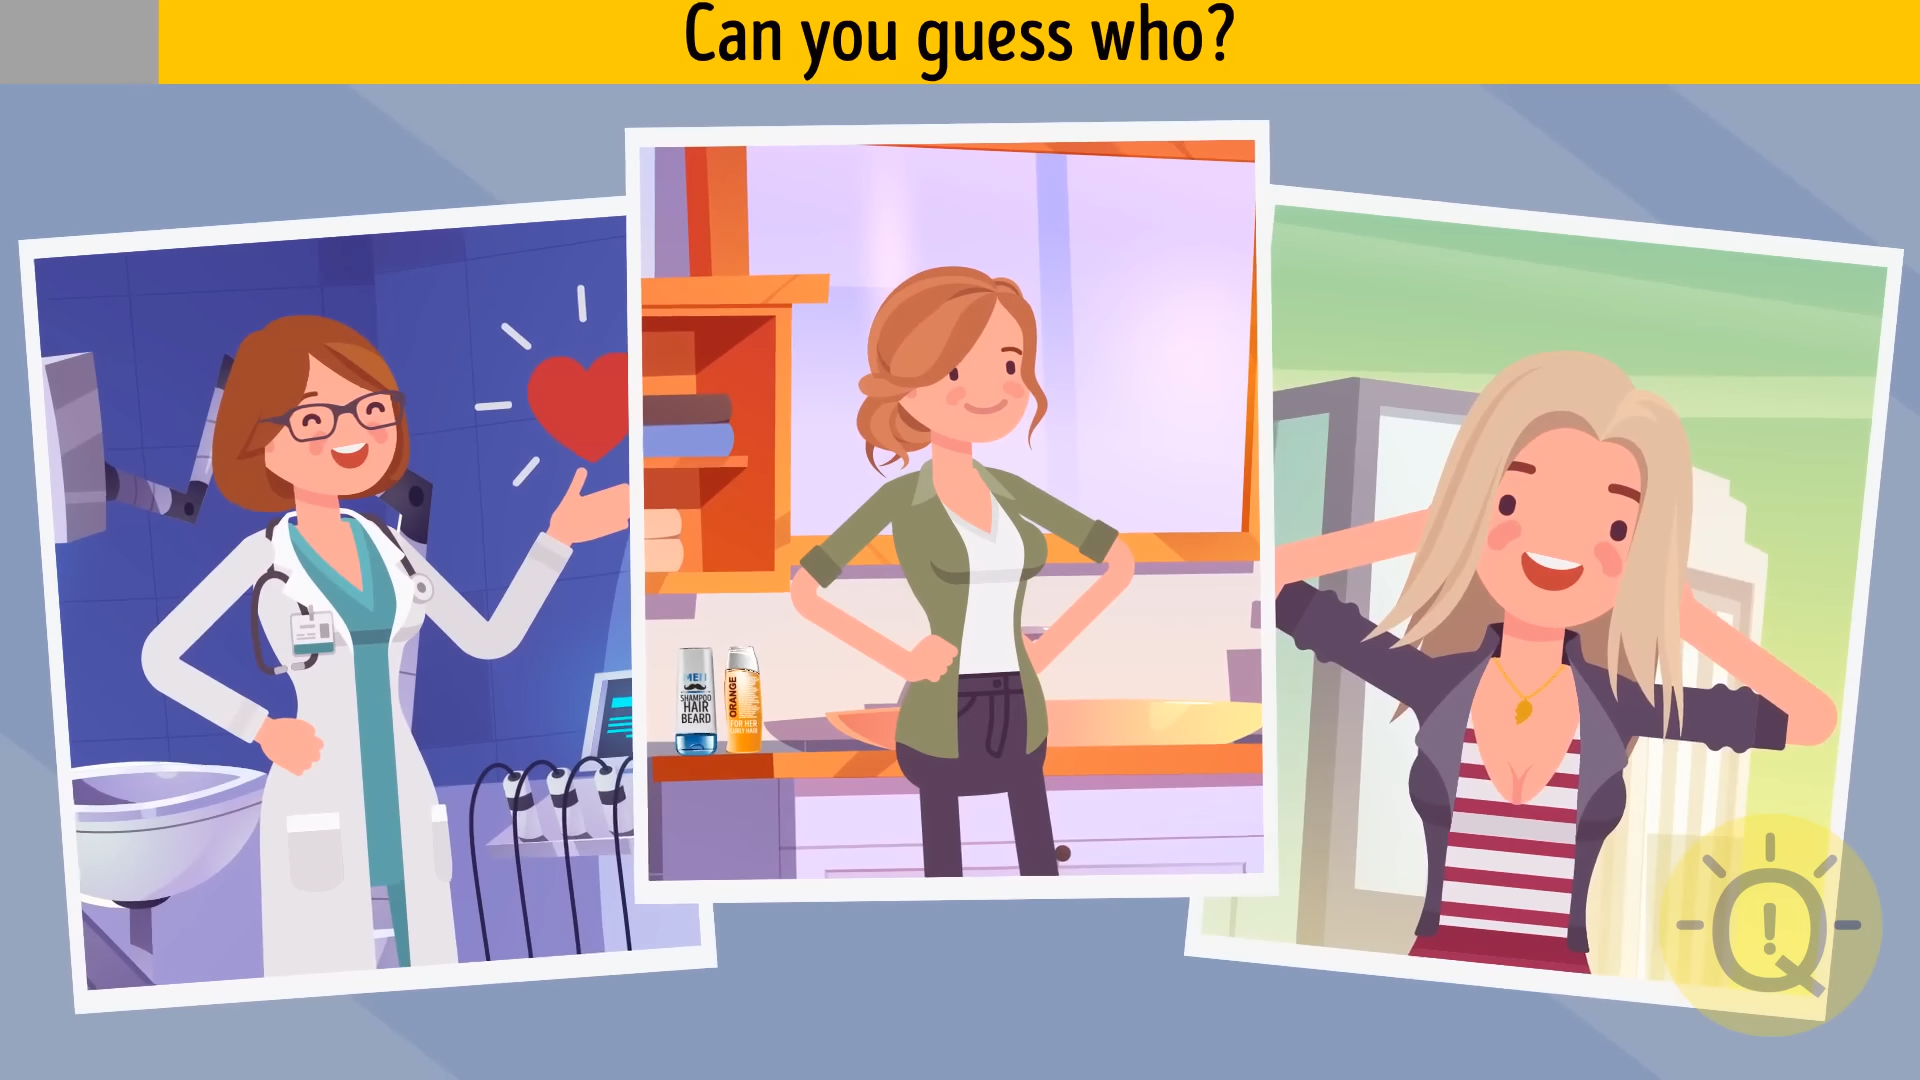 Can you guess who?
MEN
SHAMPOO
HAIR
BEARD
ORANGE
FOR HER
CURLY HAIR